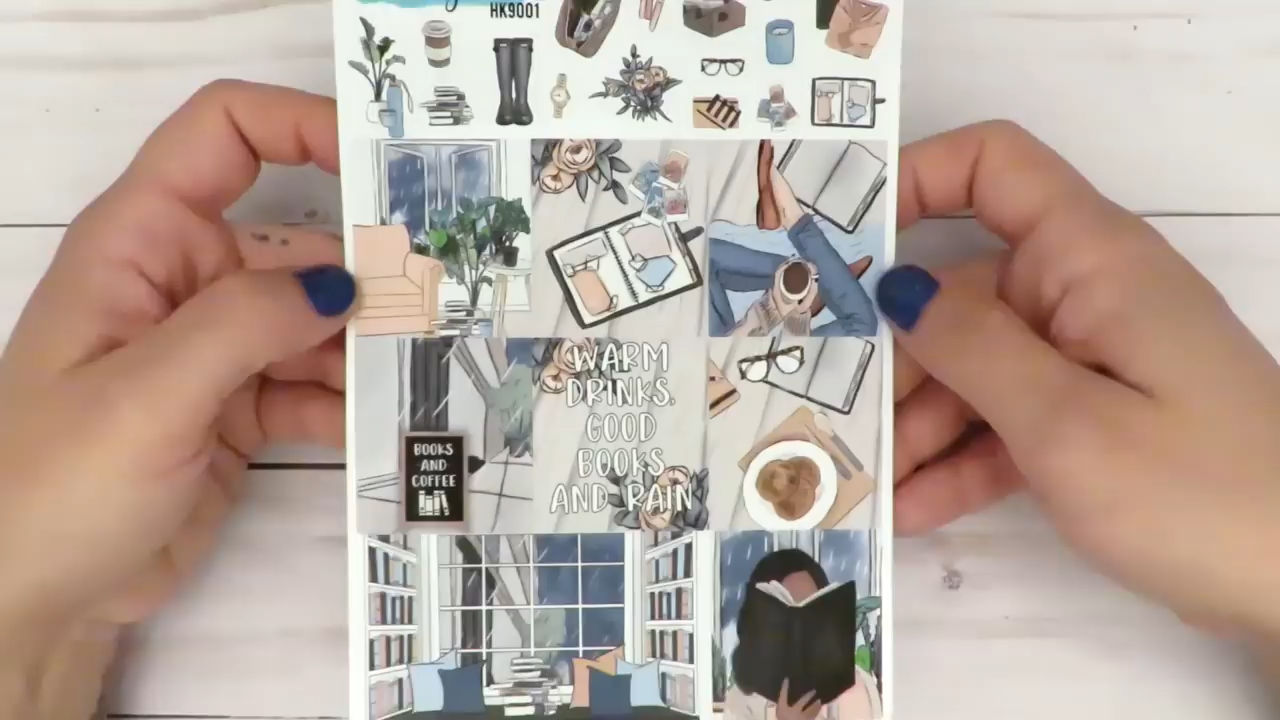 HK9001
WARM
DRINKS,
GOOD
BOOKS
AND RAIN
BOOKS
AND
COFFEE